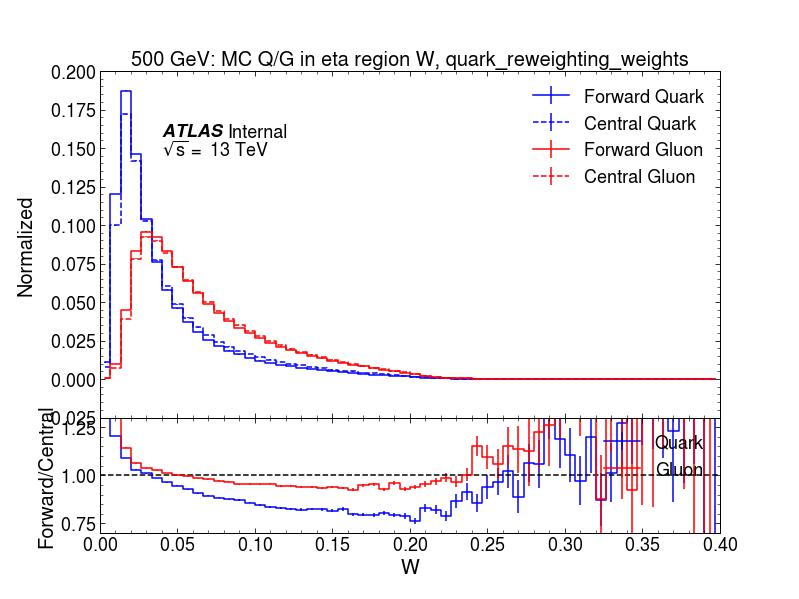 500 GeV: MC Q/G in eta region W, quark_reweighting_weights
0.200
0.175
0.150
0.125
0.100
0.075
0.050
0.025
0.000
0.025
Normalized
ATLAS Internal
√s = 13 TeV
Forward Quark
Central Quark
Forward Gluon
Central Gluon
1.25
1.00
0.75
Forward/Central
Quark
Gluon
0.00 0.05 0.10 0.15 0.20 0.25 0.30 0.35 0.40
W